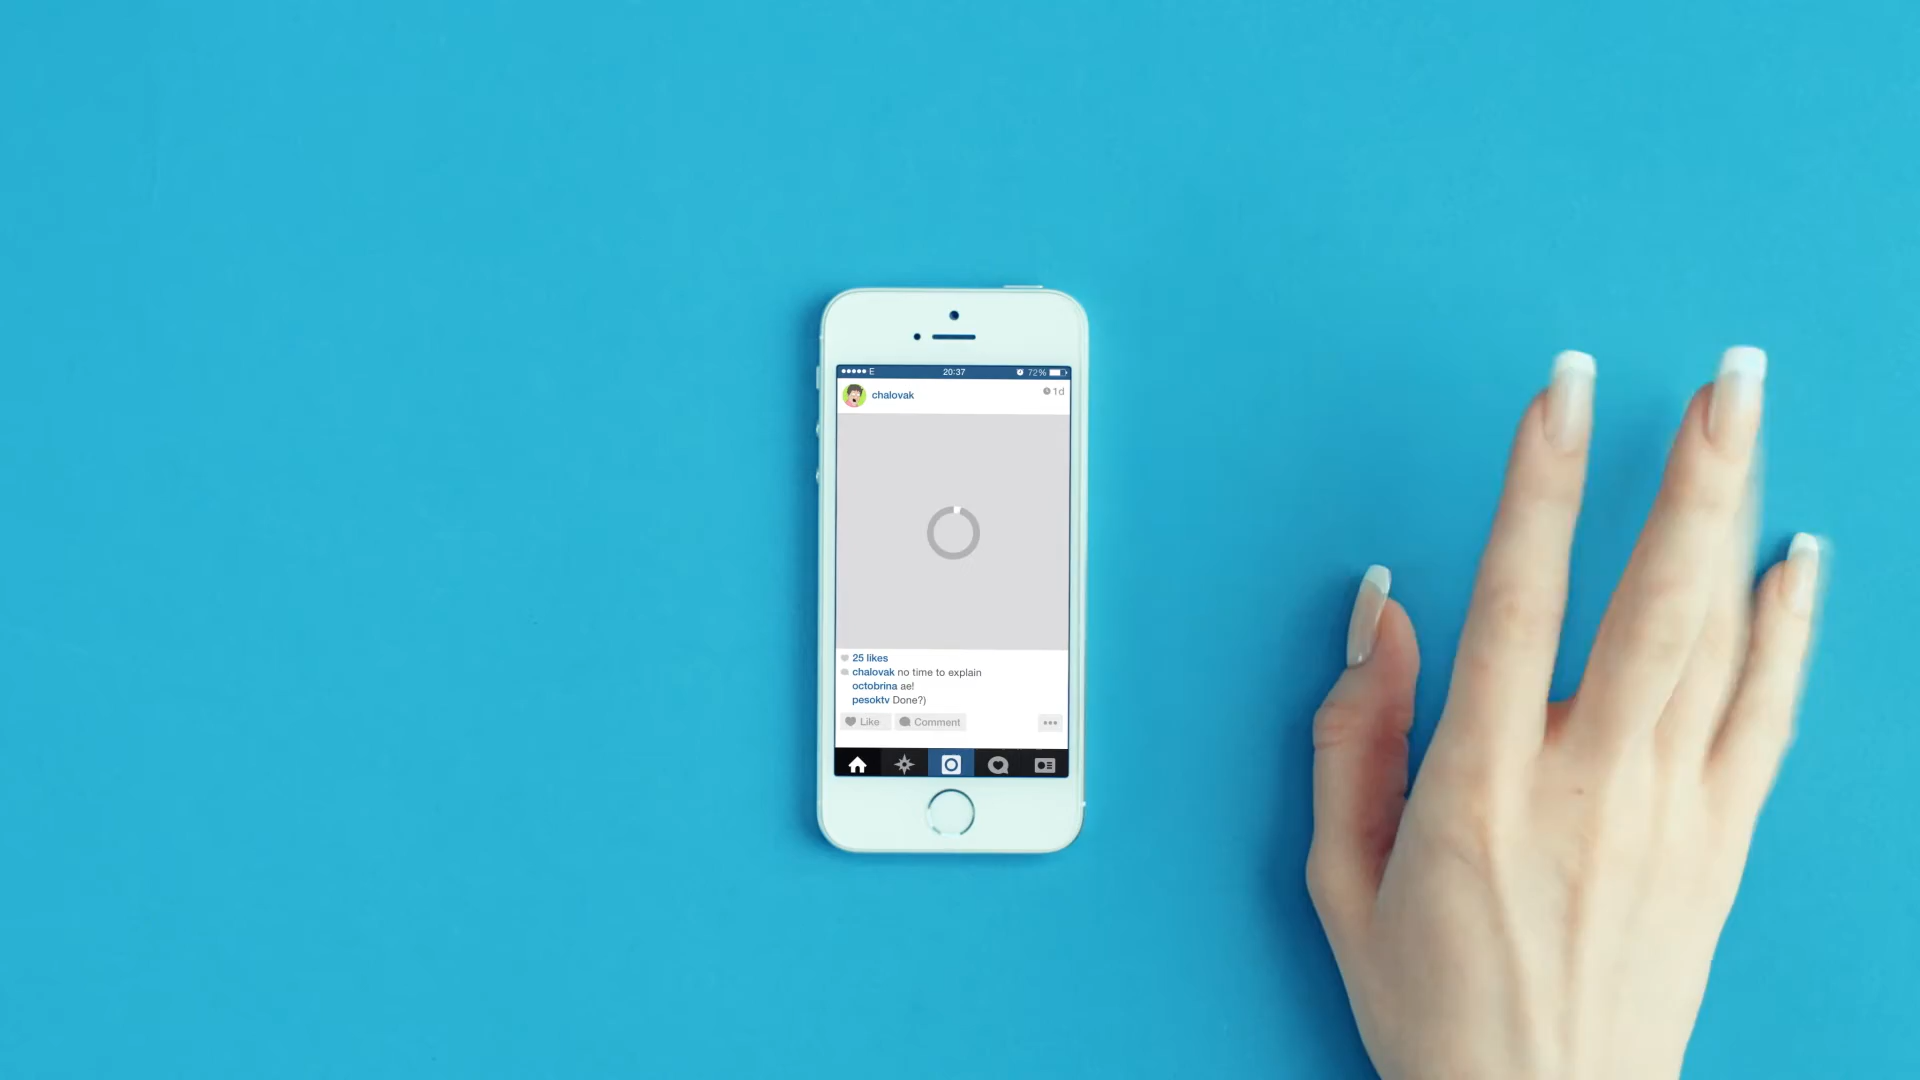 E 20:37 72%
chalovak 1d
25 likes
chalovak no time to explain
octobrina ae!
pesoktv Done?)
Like Comment